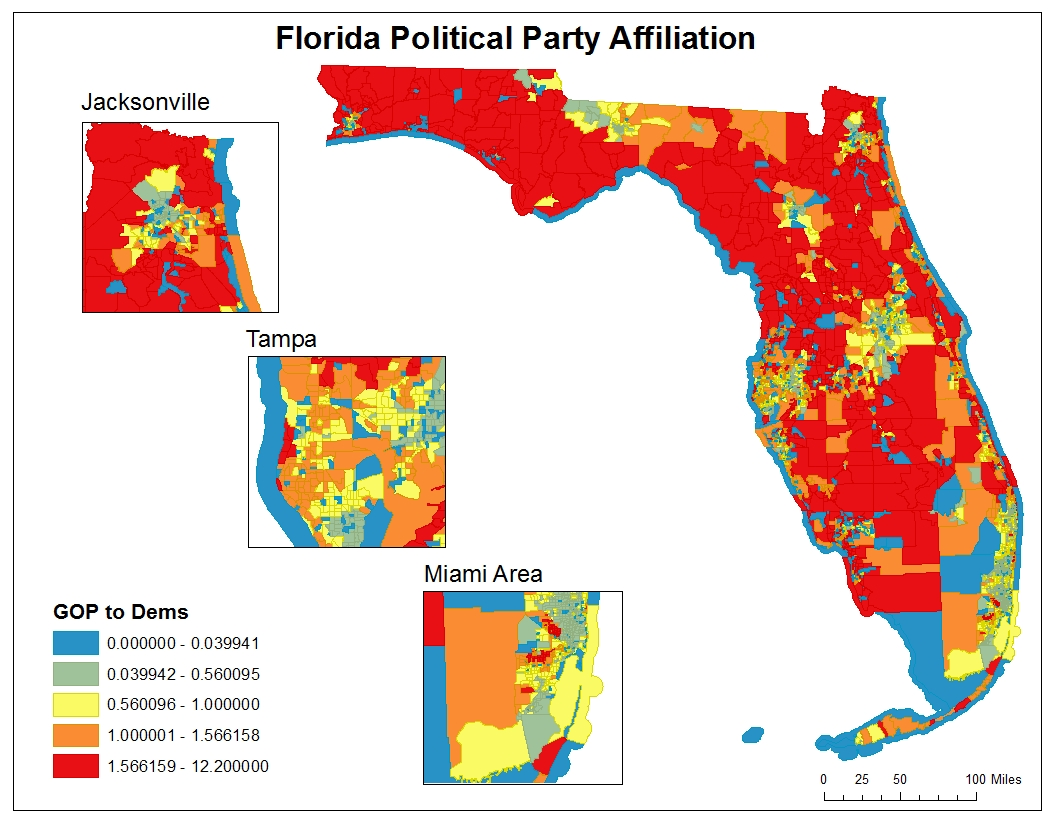 Florida Political Party Affiliation
Jacksonville
Tampa
Miami Area
GOP to Dems
0.000000 - 0.039941
0.039942 - 0.560095
0.560096 - 1.000000
1.000001 - 1.566158
1.566159 - 12.200000
0 25 50 100 Miles